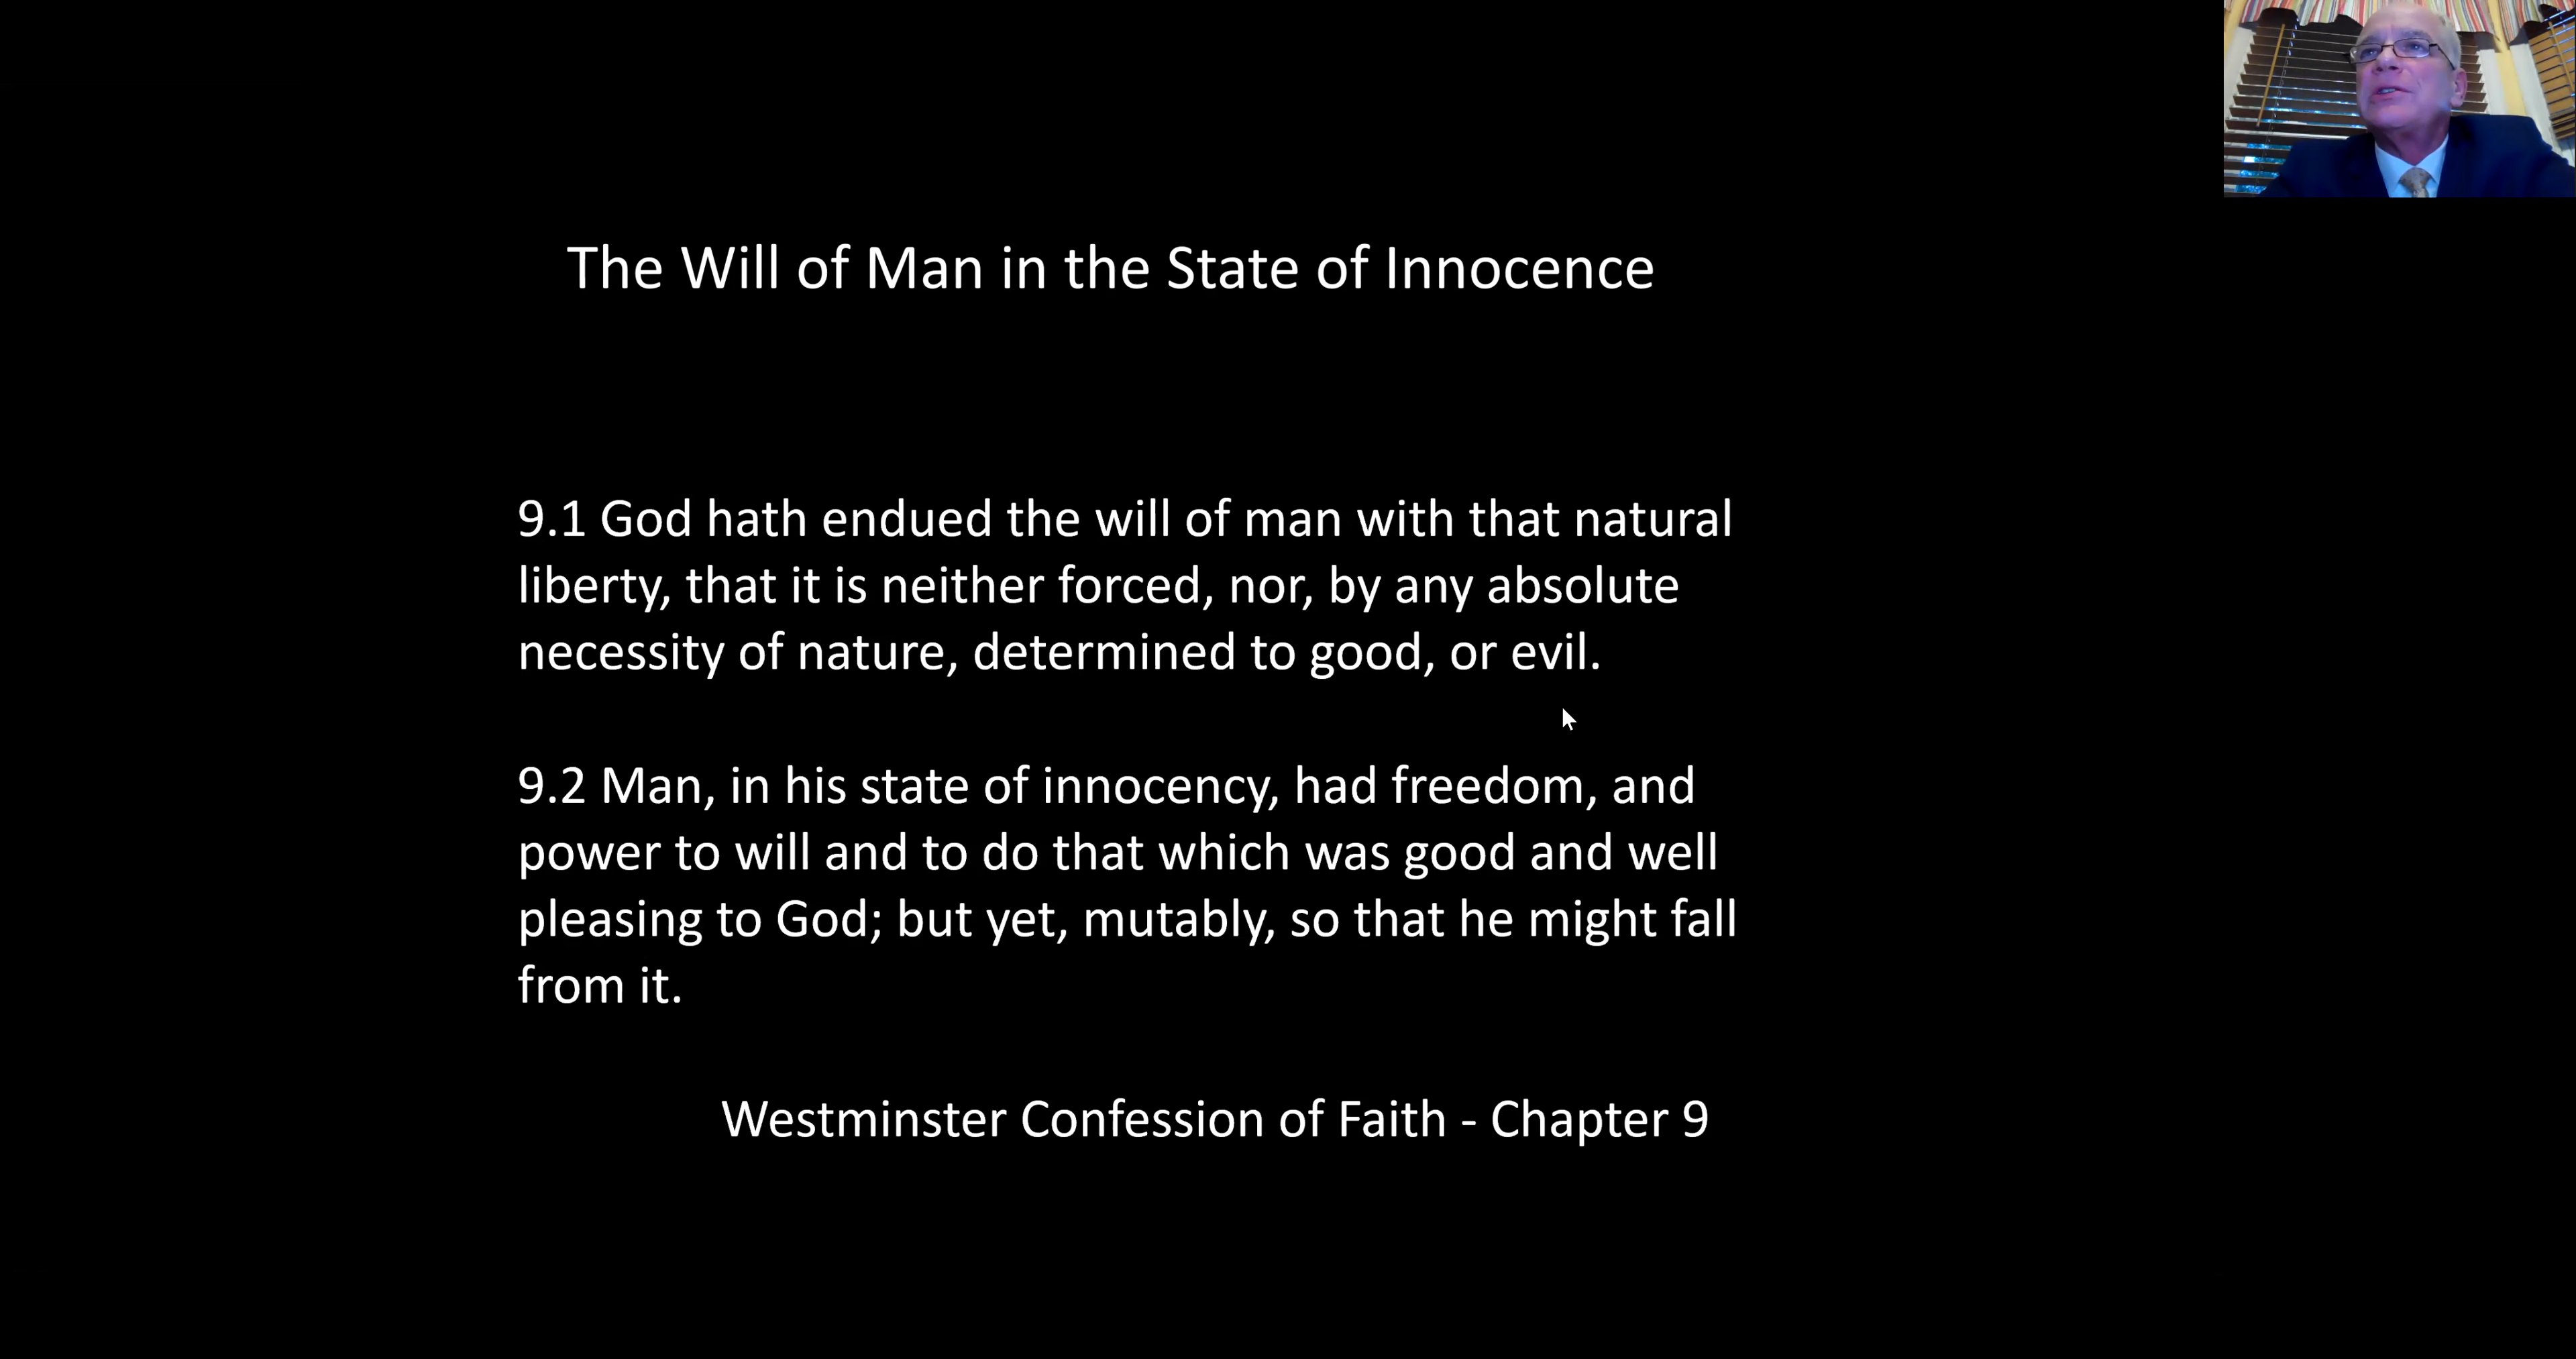 The Will of Man in the State of Innocence
9.1 God hath endued the will of man with that natural
liberty, that it is neither forced, nor, by any absolute
necessity of nature, determined to good, or evil.
9.2 Man, in his state of innocency, had freedom, and
power to will and to do that which was good and well
pleasing to God; but yet, mutably, so that he might fall
from it.
Westminster Confession of Faith - Chapter 9